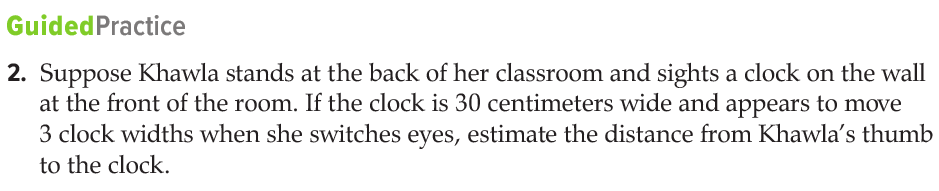 GuidedPractice
2. Suppose Khawla stands at the back of her classroom and sights a clock on the wall
at the front of the room. If the clock is 30 centimeters wide and appears to move
3 clock widths when she switches eyes, estimate the distance from Khawla’s thumb
to the clock.